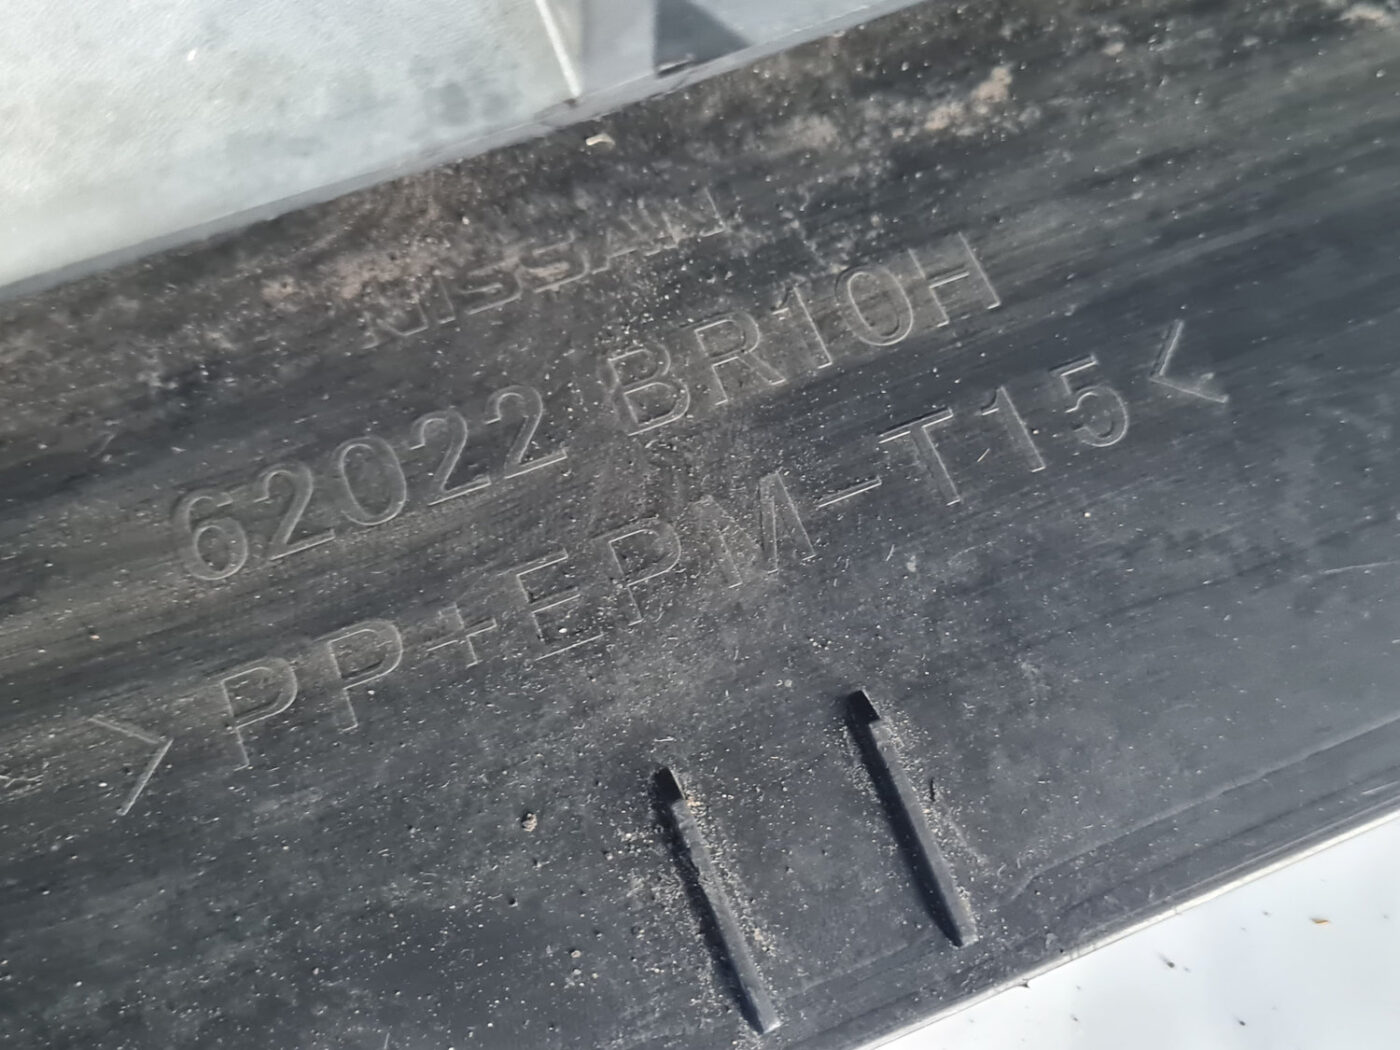 NISSAN
62022 BR10H
>PP+EPM-T15<